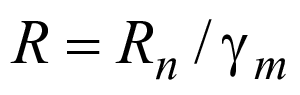 R = Rₙ / γₘ